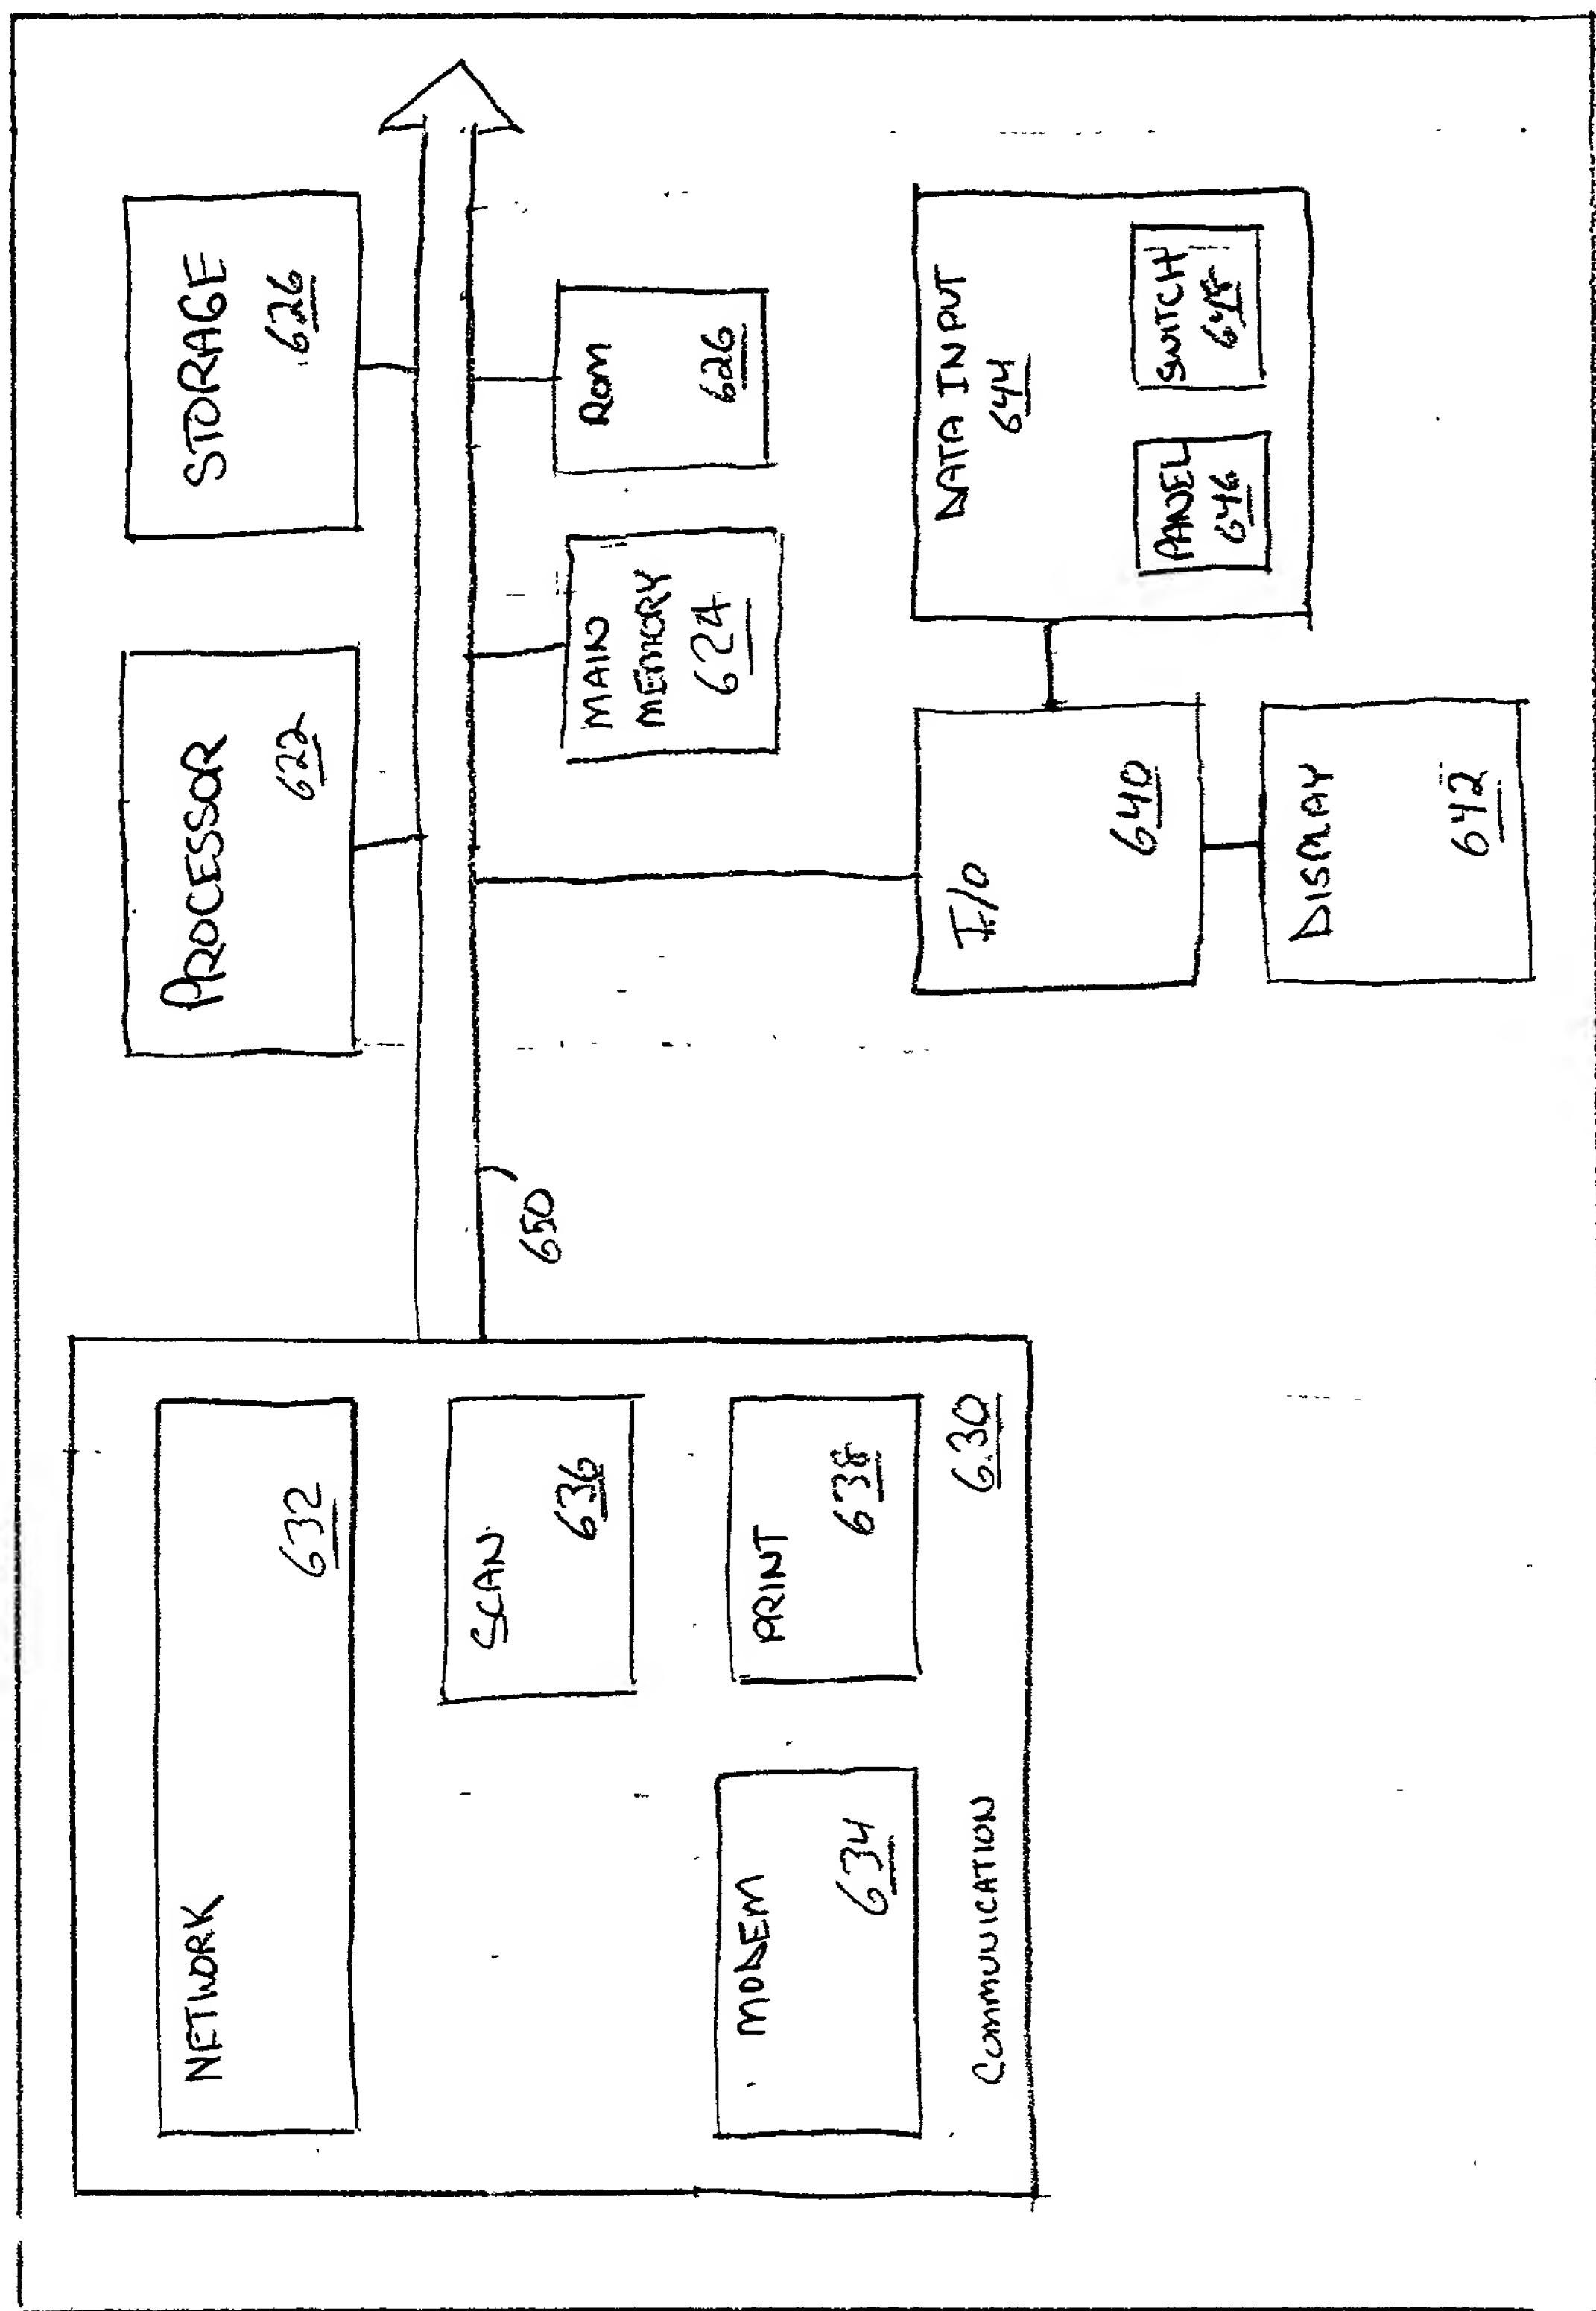 NETWORK
632
SCAN
636
MODEM
634
PRINT
638
COMMUNICATION
630
650
PROCESSOR
622
STORAGE
626
MAIN
MEMORY
624
ROM
626
I/O
640
DISPLAY
642
DATA INPUT
644
PANEL
646
SWITCH
648